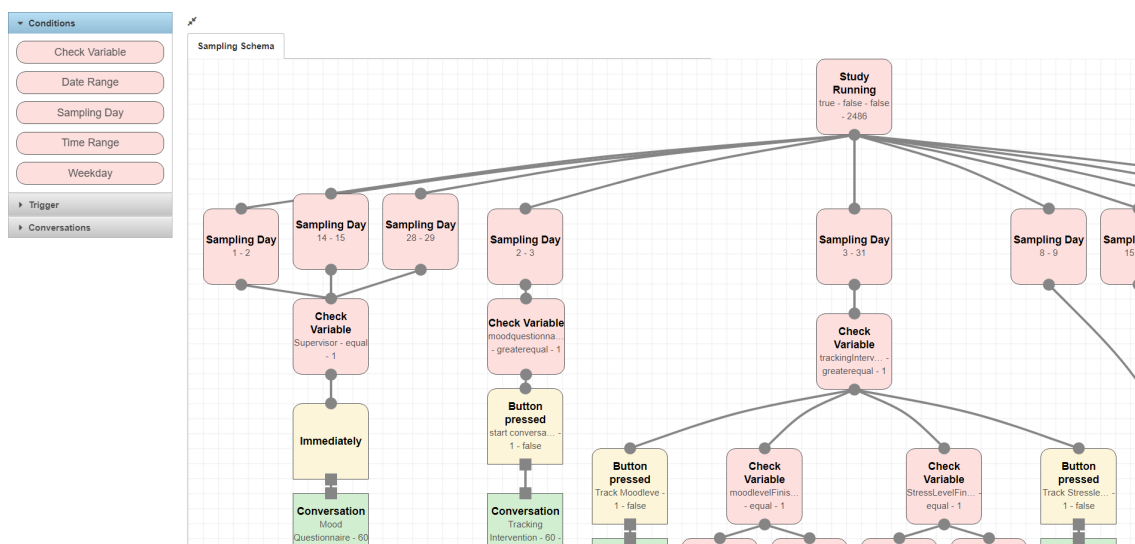 Conditions
Check Variable
Date Range
Sampling Day
Time Range
Weekday
Trigger
Conversations
Sampling Schema
Study
Running
true - false - false
- 2486
Sampling Day
1 - 2
Sampling Day
14 - 15
Sampling Day
28 - 29
Sampling Day
2 - 3
Sampling Day
3 - 31
Sampling Day
8 - 9
Sampl
15
Check
Variable
Supervisor - equal
- 1
Check Variable
moodquestionna...
- greaterequal - 1
Check
Variable
trackingInterv... -
greaterequal - 1
Immediately
Button
pressed
start conversa... -
1 - false
Button
pressed
Track Moodleve -
1 - false
Check
Variable
moodlevelFinis...
- equal - 1
Check
Variable
StressLevelFin... -
equal - 1
Button
pressed
Track Stressle... -
1 - false
Conversation
Mood
Questionnaire - 60
Conversation
Tracking
Intervention - 60 -